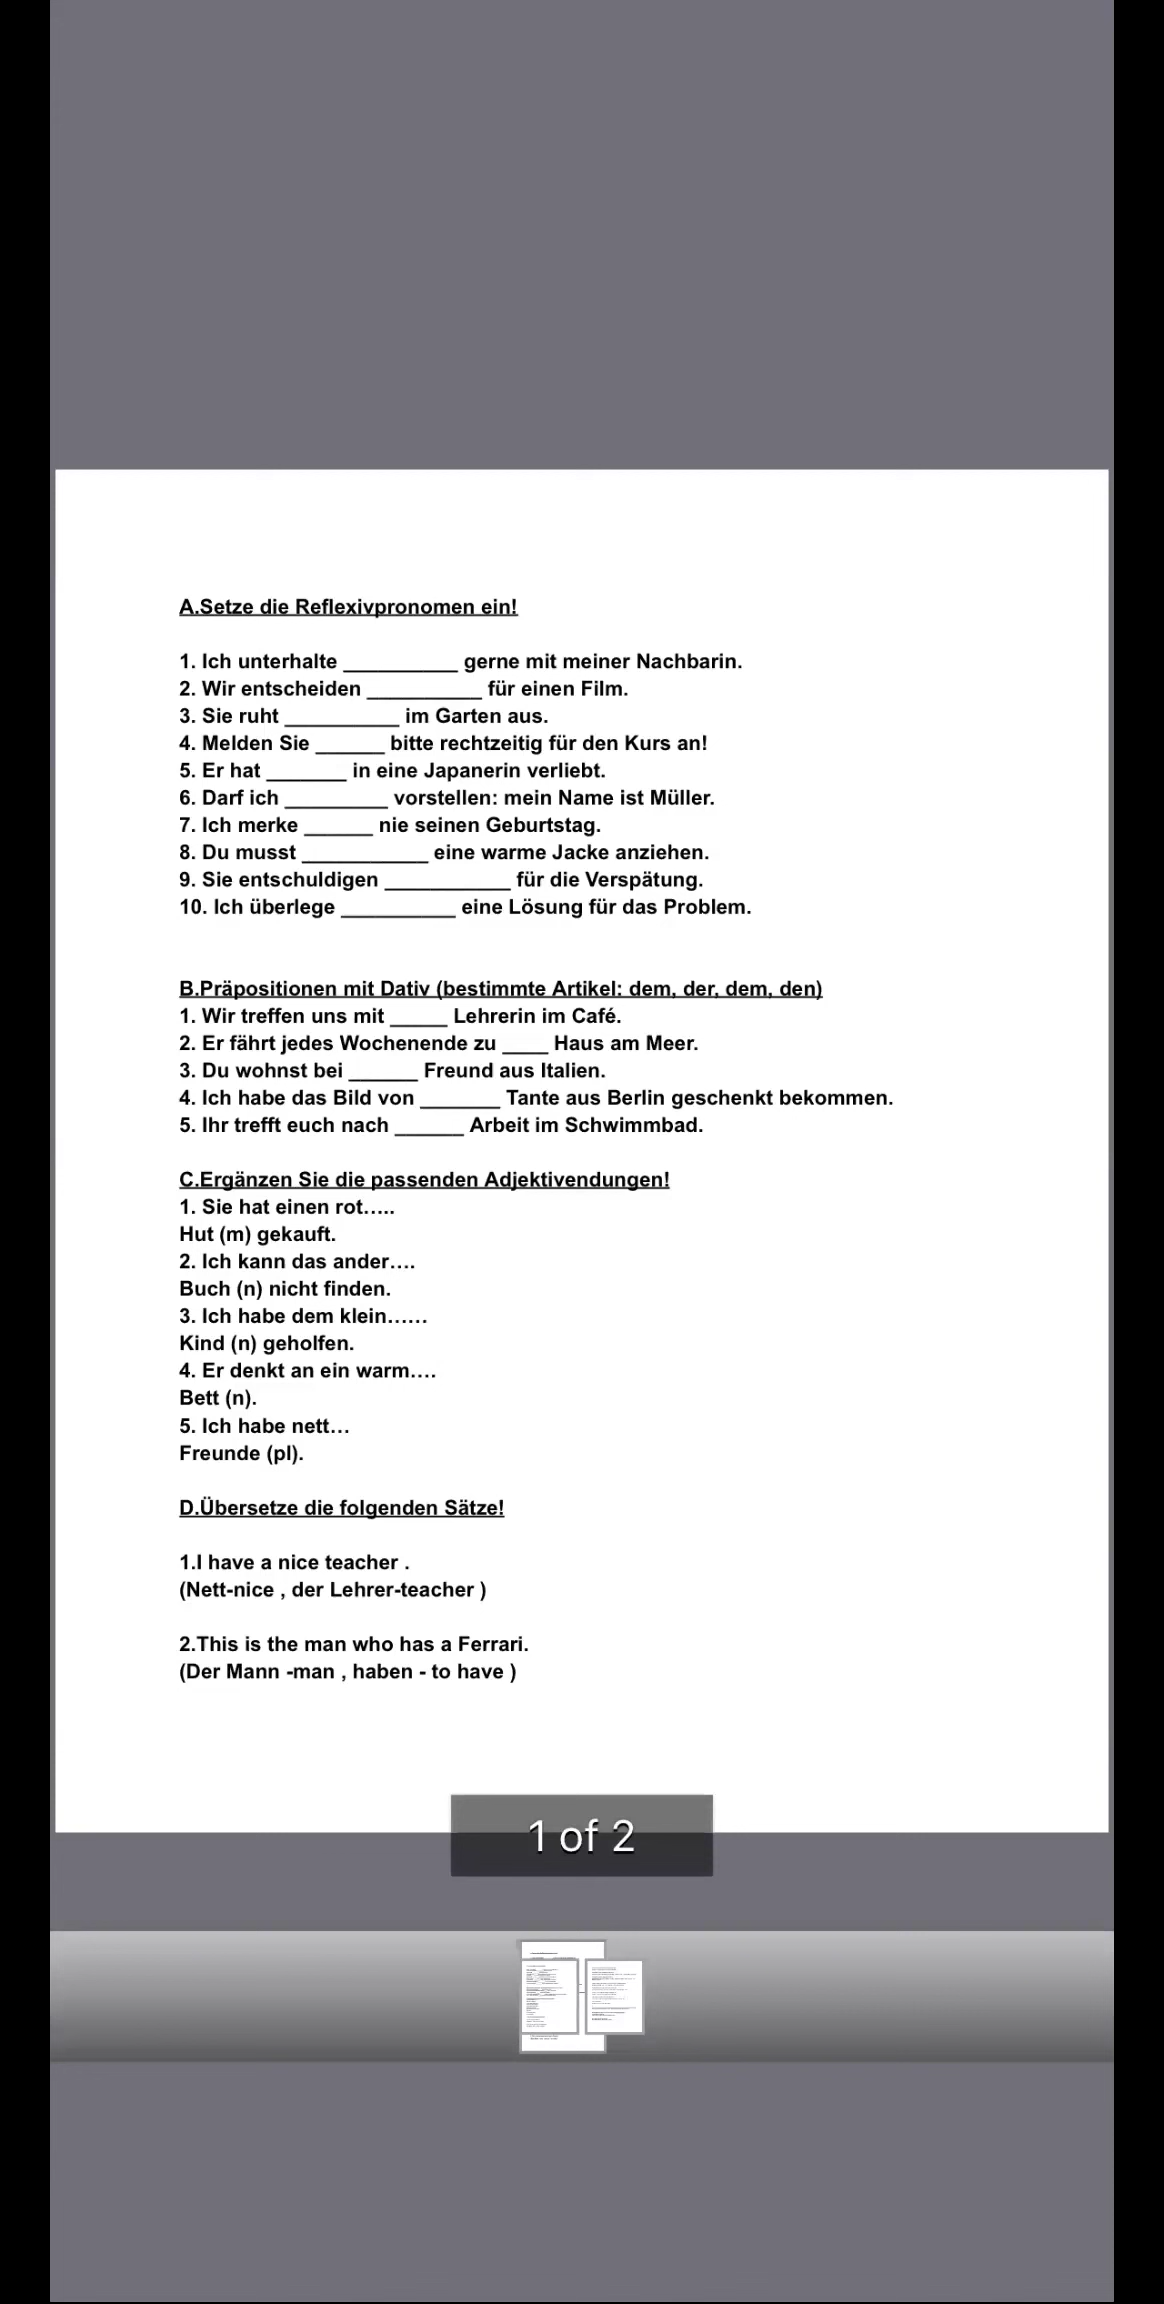 A.Setze die Reflexivpronomen ein!
1. Ich unterhalte __________ gerne mit meiner Nachbarin.
2. Wir entscheiden __________ für einen Film.
3. Sie ruht __________ im Garten aus.
4. Melden Sie ______ bitte rechtzeitig für den Kurs an!
5. Er hat _______ in eine Japanerin verliebt.
6. Darf ich _________ vorstellen: mein Name ist Müller.
7. Ich merke ______ nie seinen Geburtstag.
8. Du musst ___________ eine warme Jacke anziehen.
9. Sie entschuldigen ___________ für die Verspätung.
10. Ich überlege __________ eine Lösung für das Problem.
B.Präpositionen mit Dativ (bestimmte Artikel: dem, der, dem, den)
1. Wir treffen uns mit _____ Lehrerin im Café.
2. Er fährt jedes Wochenende zu ____ Haus am Meer.
3. Du wohnst bei ______ Freund aus Italien.
4. Ich habe das Bild von _______ Tante aus Berlin geschenkt bekommen.
5. Ihr trefft euch nach ______ Arbeit im Schwimmbad.
C.Ergänzen Sie die passenden Adjektivendungen!
1. Sie hat einen rot…..
Hut (m) gekauft.
2. Ich kann das ander….
Buch (n) nicht finden.
3. Ich habe dem klein……
Kind (n) geholfen.
4. Er denkt an ein warm….
Bett (n).
5. Ich habe nett…
Freunde (pl).
D.Übersetze die folgenden Sätze!
1.I have a nice teacher .
(Nett-nice , der Lehrer-teacher )
2.This is the man who has a Ferrari.
(Der Mann -man , haben - to have )
1 of 2